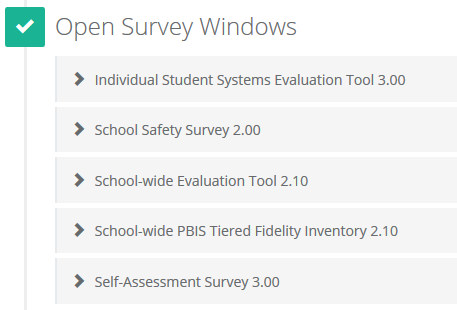 Open Survey Windows
Individual Student Systems Evaluation Tool 3.00
School Safety Survey 2.00
School-wide Evaluation Tool 2.10
School-wide PBIS Tiered Fidelity Inventory 2.10
Self-Assessment Survey 3.00